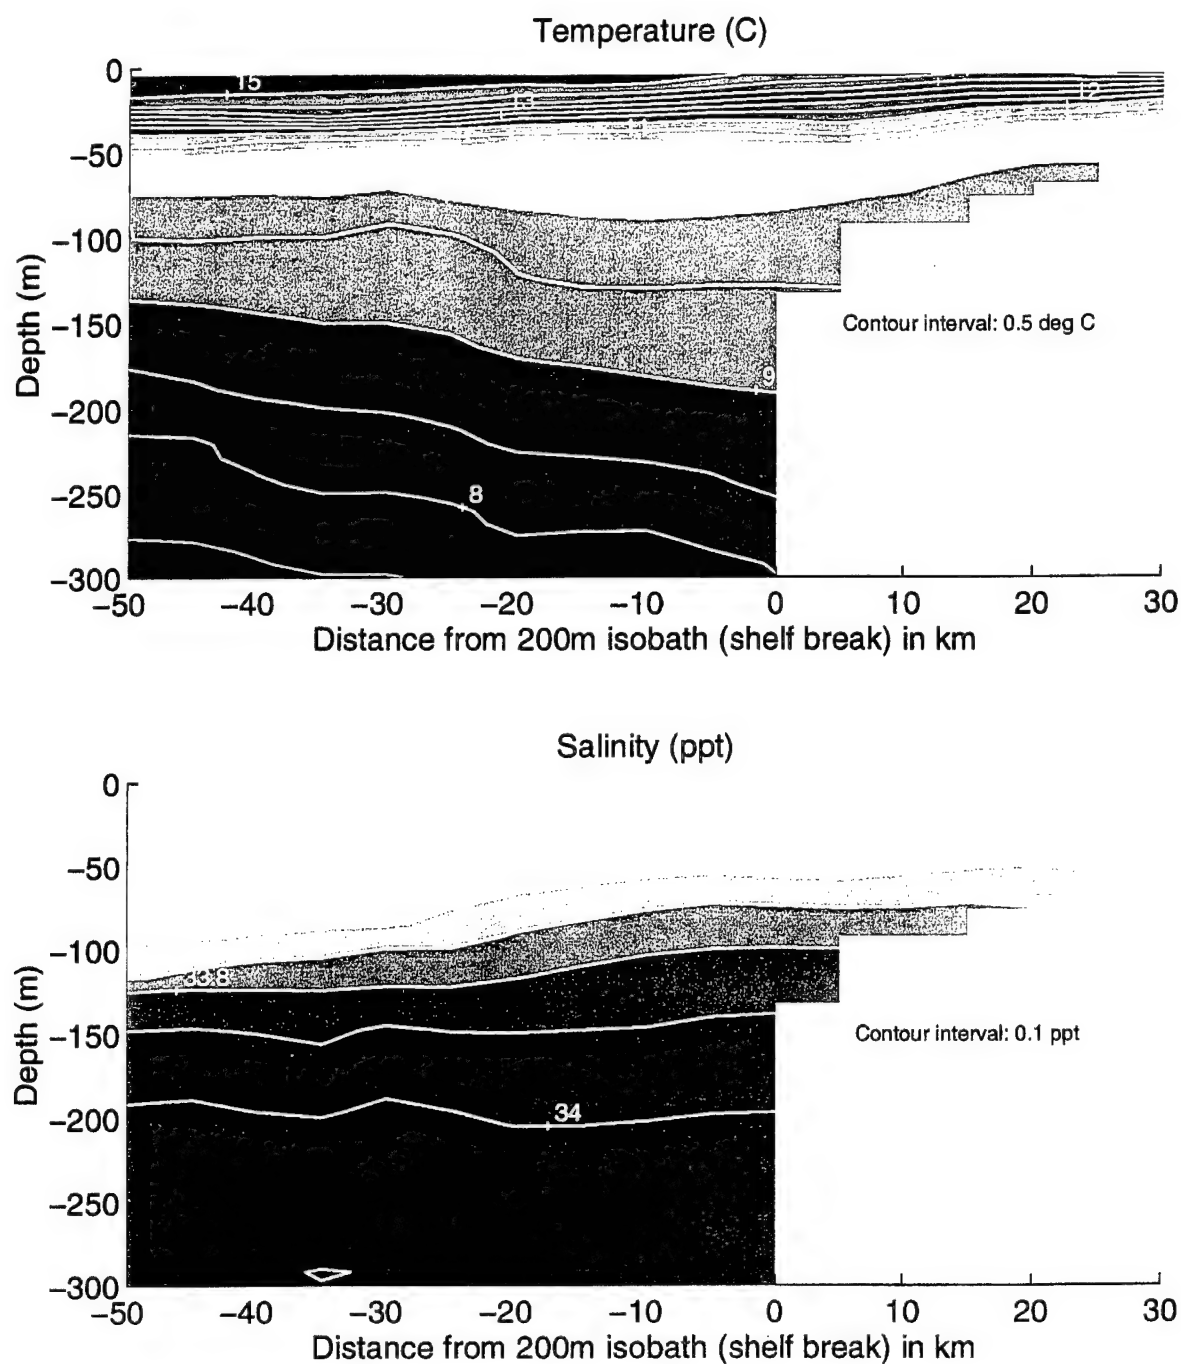 Temperature (C)
0
−50
−100
−150
−200
−250
−300
Depth (m)
15
13
12
9
8
Contour interval: 0.5 deg C
−50 −40 −30 −20 −10 0 10 20 30
Distance from 200m isobath (shelf break) in km
Salinity (ppt)
0
−50
−100
−150
−200
−250
−300
Depth (m)
33.8
34
Contour interval: 0.1 ppt
−50 −40 −30 −20 −10 0 10 20 30
Distance from 200m isobath (shelf break) in km